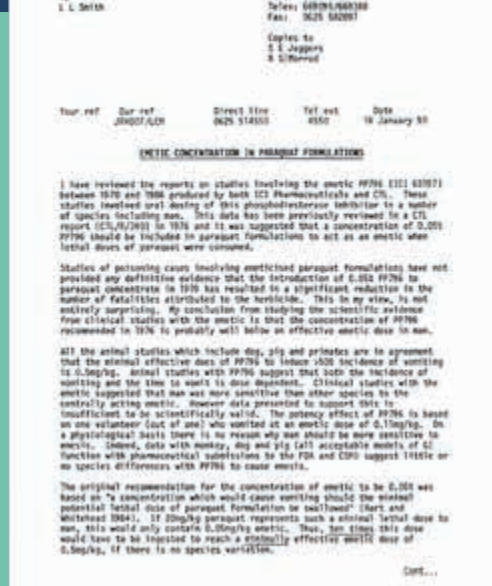 L L Smith
Telex: 669095/669388
Fax: 0625 582897
Copies to
S E Jaggers
Your ref Our ref Direct line Tel ext Date
0625 514550 4550 18 January
EMETIC CONCENTRATION IN PARAQUAT FORMULATIONS
I have reviewed the reports on studies involving the emetic PP796 (ICI 63197)
between 1970 and 1986 produced by both ICI Pharmaceuticals and CTL. These
studies involved oral dosing of this phosphodiesterase inhibitor in a number
of species including man. This data has been previously reviewed in a CTL
report in 1976 and it was suggested that a concentration of 0.05%
PP796 should be included in paraquat formulations to act as an emetic when
lethal doses of paraquat were consumed.
Studies of poisoning cases involving emeticised paraquat formulations have not
provided any definitive evidence that the introduction of 0.05% PP796 to
paraquat concentrate in 1979 has resulted in a significant reduction in the
number of fatalities attributed to the herbicide. This in my view, is not
entirely surprising. My conclusion from studying the scientific evidence
from clinical studies with the emetic is that the concentration of PP796
recommended in 1976 is probably well below an effective emetic dose in man.
All the animal studies which include dog, pig and primates are in agreement
that the minimal effective does of PP796 to induce >50% incidence of vomiting
is 0.5mg/kg. Animal studies with PP796 suggest that both the incidence of
vomiting and the time to vomit is dose dependent. Clinical studies with the
emetic suggested that man was more sensitive than other species to the
centrally acting emetic. However data presented to support this is
insufficient to be scientifically valid. The potency effect of PP796 is based
on one volunteer (out of one) who vomited at an emetic dose of 0.11mg/kg. On
a physiological basis there is no reason why man should be more sensitive to
emesis. Indeed, data with monkey, dog and pig (all acceptable models of GI
function with pharmaceutical submissions to the FDA and suggest little or
no species differences with PP796 to cause emesis.
The original recommendation for the concentration of emetic to be 0.05% was
based on "a concentration which would cause vomiting should the minimal
potential lethal dose of paraquat formulation be swallowed" (Hart and
Whitehead 1984). If 20mg/kg paraquat represents such a minimal lethal dose to
man, this would only contain 0.05mg/kg emetic. Thus, ten times this dose
would have to be ingested to reach a minimally effective emetic dose of
0.5mg/kg, if there is no species variation.
Cont...